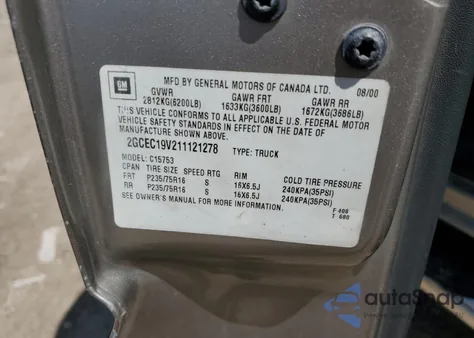 GM
MFD BY GENERAL MOTORS OF CANADA LTD. 08/00
GVWR GAWR FRT GAWR RR
2812KG(6200LB) 1633KG(3600LB) 1672KG(3686LB)
THIS VEHICLE CONFORMS TO ALL APPLICABLE U.S. FEDERAL MOTOR
VEHICLE SAFETY STANDARDS IN EFFECT ON THE DATE OF
MANUFACTURE SHOWN ABOVE.
2GCEC19V211121278 TYPE: TRUCK
MODEL: C15753
CPAN TIRE SIZE SPEED RTG RIM COLD TIRE PRESSURE
FRT P235/75R16 S 16X6.5J 240KPA(35PSI)
RR P235/75R16 S 16X6.5J 240KPA(35PSI)
SEE OWNER'S MANUAL FOR MORE INFORMATION.
F 409
T 680
autoSnap